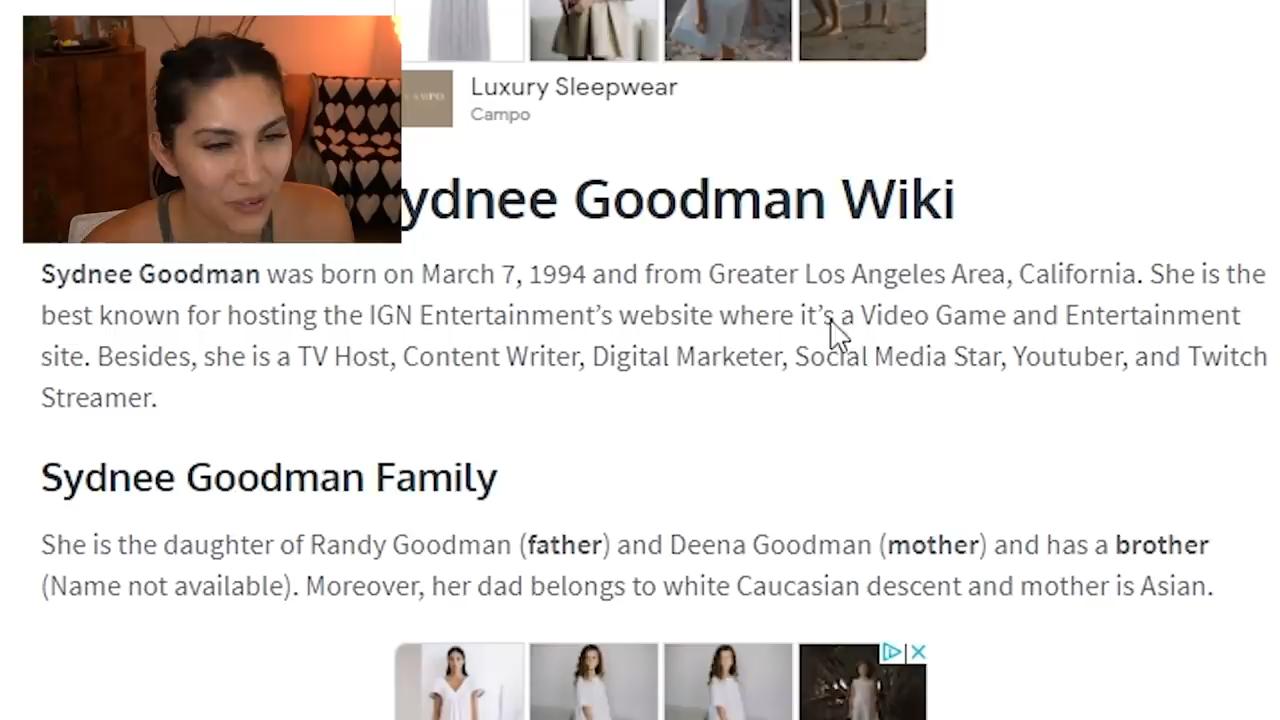 Luxury Sleepwear
Campo
ydnee Goodman Wiki
Sydnee Goodman was born on March 7, 1994 and from Greater Los Angeles Area, California. She is the
best known for hosting the IGN Entertainment’s website where it’s a Video Game and Entertainment
site. Besides, she is a TV Host, Content Writer, Digital Marketer, Social Media Star, Youtuber, and Twitch
Streamer.
Sydnee Goodman Family
She is the daughter of Randy Goodman (father) and Deena Goodman (mother) and has a brother
(Name not available). Moreover, her dad belongs to white Caucasian descent and mother is Asian.